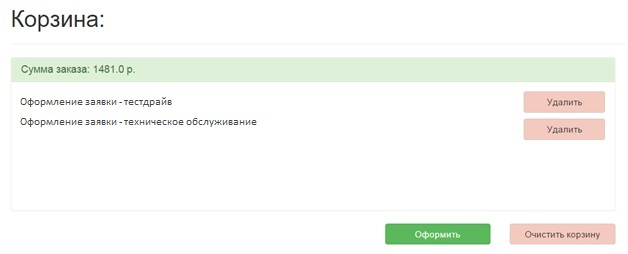 Корзина:
Сумма заказа: 1481.0 р.
Оформление заявки - тестдрайв
Удалить
Оформление заявки - техническое обслуживание
Удалить
Оформить
Очистить корзину